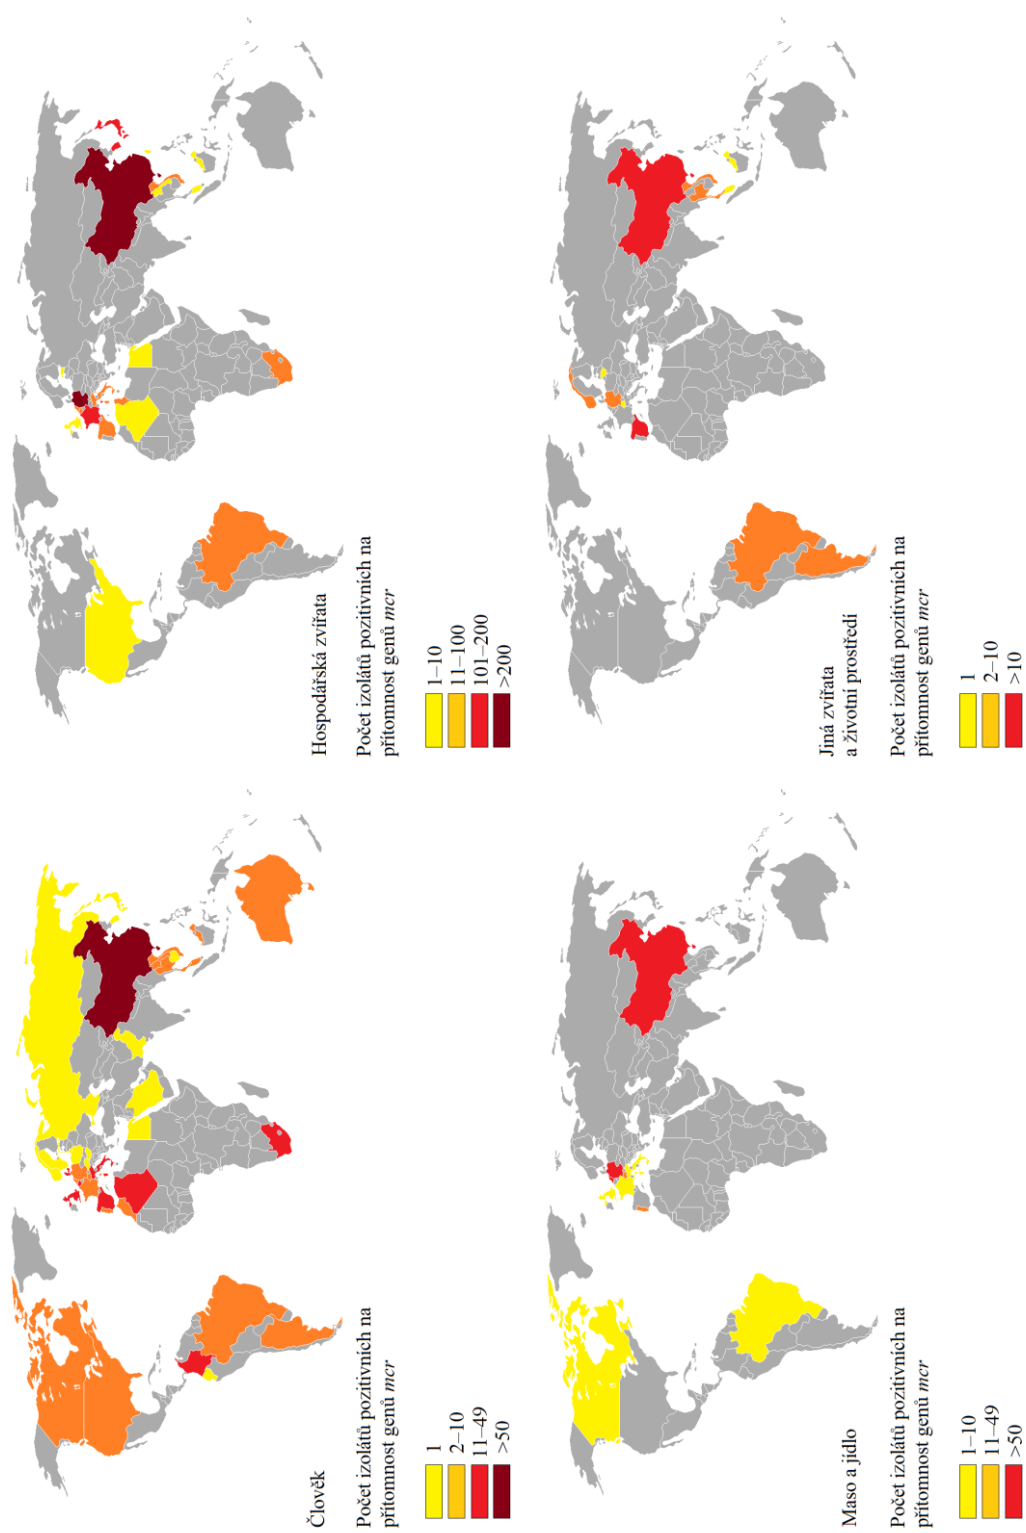 Člověk
Počet izolátů pozitivních na
přítomnost genů mcr
1
2–10
11–49
>50
Hospodářská zvířata
Počet izolátů pozitivních na
přítomnost genů mcr
1–10
11–100
101–200
>200
Maso a jídlo
Počet izolátů pozitivních na
přítomnost genů mcr
1–10
11–49
>50
Jiná zvířata
a životní prostředí
Počet izolátů pozitivních na
přítomnost genů mcr
1
2–10
>10